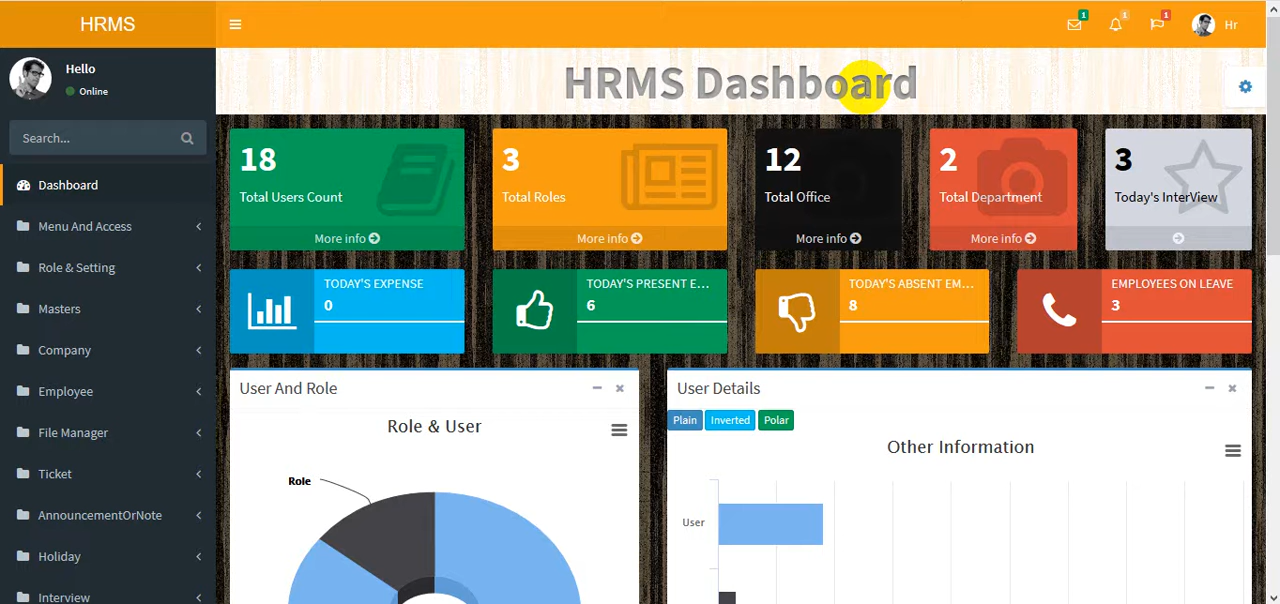 HRMS
1
1
1
Hr
Hello
Online
HRMS Dashboard
Search...
Dashboard
Menu And Access
Role & Setting
Masters
Company
Employee
File Manager
Ticket
AnnouncementOrNote
Holiday
Interview
18
Total Users Count
More info
3
Total Roles
More info
12
Total Office
More info
2
Total Department
More info
3
Today's InterView
TODAY'S EXPENSE
0
TODAY'S PRESENT E...
6
TODAY'S ABSENT EM...
8
EMPLOYEES ON LEAVE
3
User And Role
Role & User
Role
User Details
Plain Inverted Polar
Other Information
User